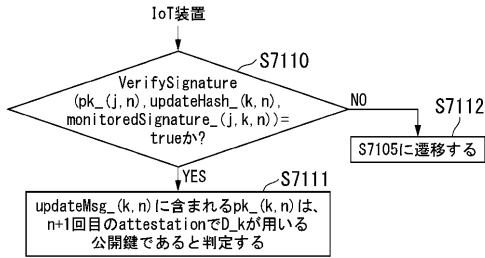 IoT装置
S7110
VerifySignature
(pk_(j,n),updateHash_(k,n),
monitoredSignature_(j,k,n))=
trueか?
NO
S7112
S7105に遷移する
YES
S7111
updateMsg_(k,n)に含まれるpk_(k,n)は、
n+1回目のattestationでD_kが用いる
公開鍵であると判定する